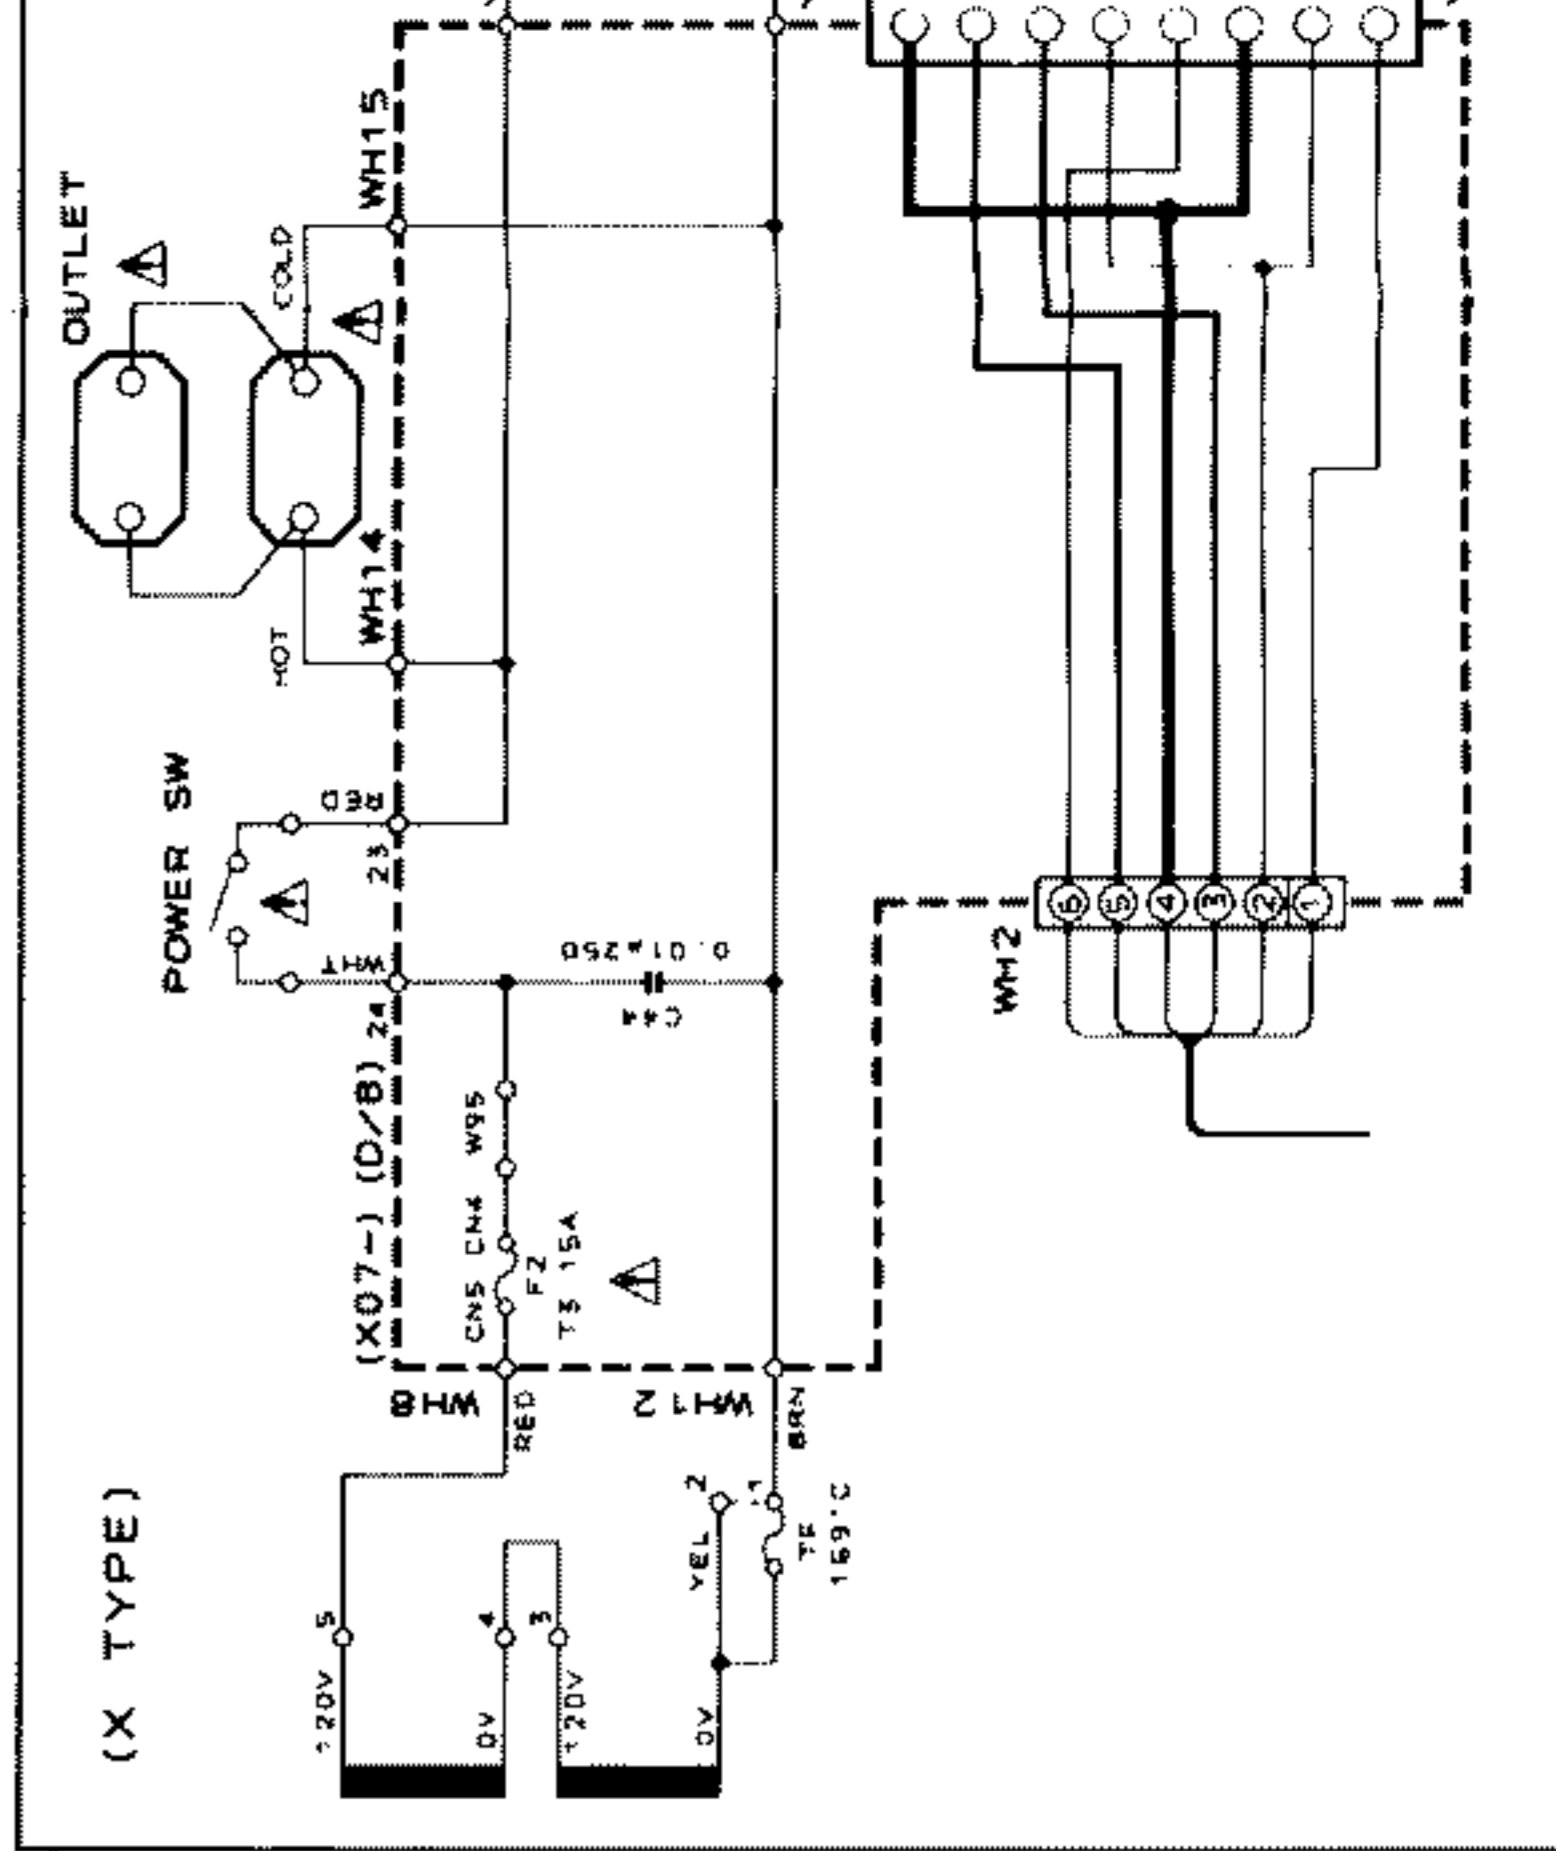 OUTLET
COLD
HOT
WH15
WH14
POWER SW
RED
23
WHT
24
0.01μ250
C44
(X07-) (D/B)
W95
CN4
CN5
F2
T3.15A
WH8
RED
WH12
BRN
WH2
6
5
4
3
2
1
(X TYPE)
5
4
3
2
1
YEL
TF
169°C
120V
0V
120V
0V